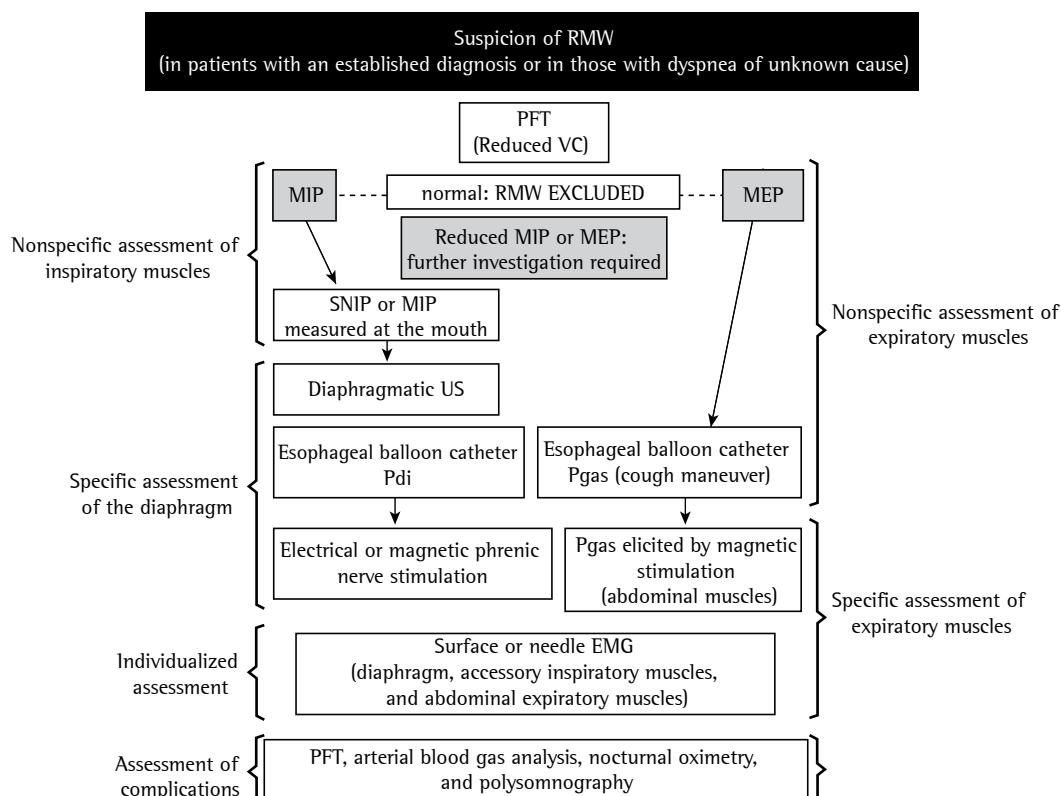 Suspicion of RMW
(in patients with an established diagnosis or in those with dyspnea of unknown cause)
PFT
(Reduced VC)
MIP
normal: RMW EXCLUDED
MEP
Reduced MIP or MEP:
further investigation required
Nonspecific assessment of
inspiratory muscles
SNIP or MIP
measured at the mouth
Nonspecific assessment of
expiratory muscles
Diaphragmatic US
Esophageal balloon catheter
Pdi
Esophageal balloon catheter
Pgas (cough maneuver)
Specific assessment
of the diaphragm
Electrical or magnetic phrenic
nerve stimulation
Pgas elicited by magnetic
stimulation
(abdominal muscles)
Specific assessment of
expiratory muscles
Individualized
assessment
Surface or needle EMG
(diaphragm, accessory inspiratory muscles,
and abdominal expiratory muscles)
Assessment of
complications
PFT, arterial blood gas analysis, nocturnal oximetry,
and polysomnography